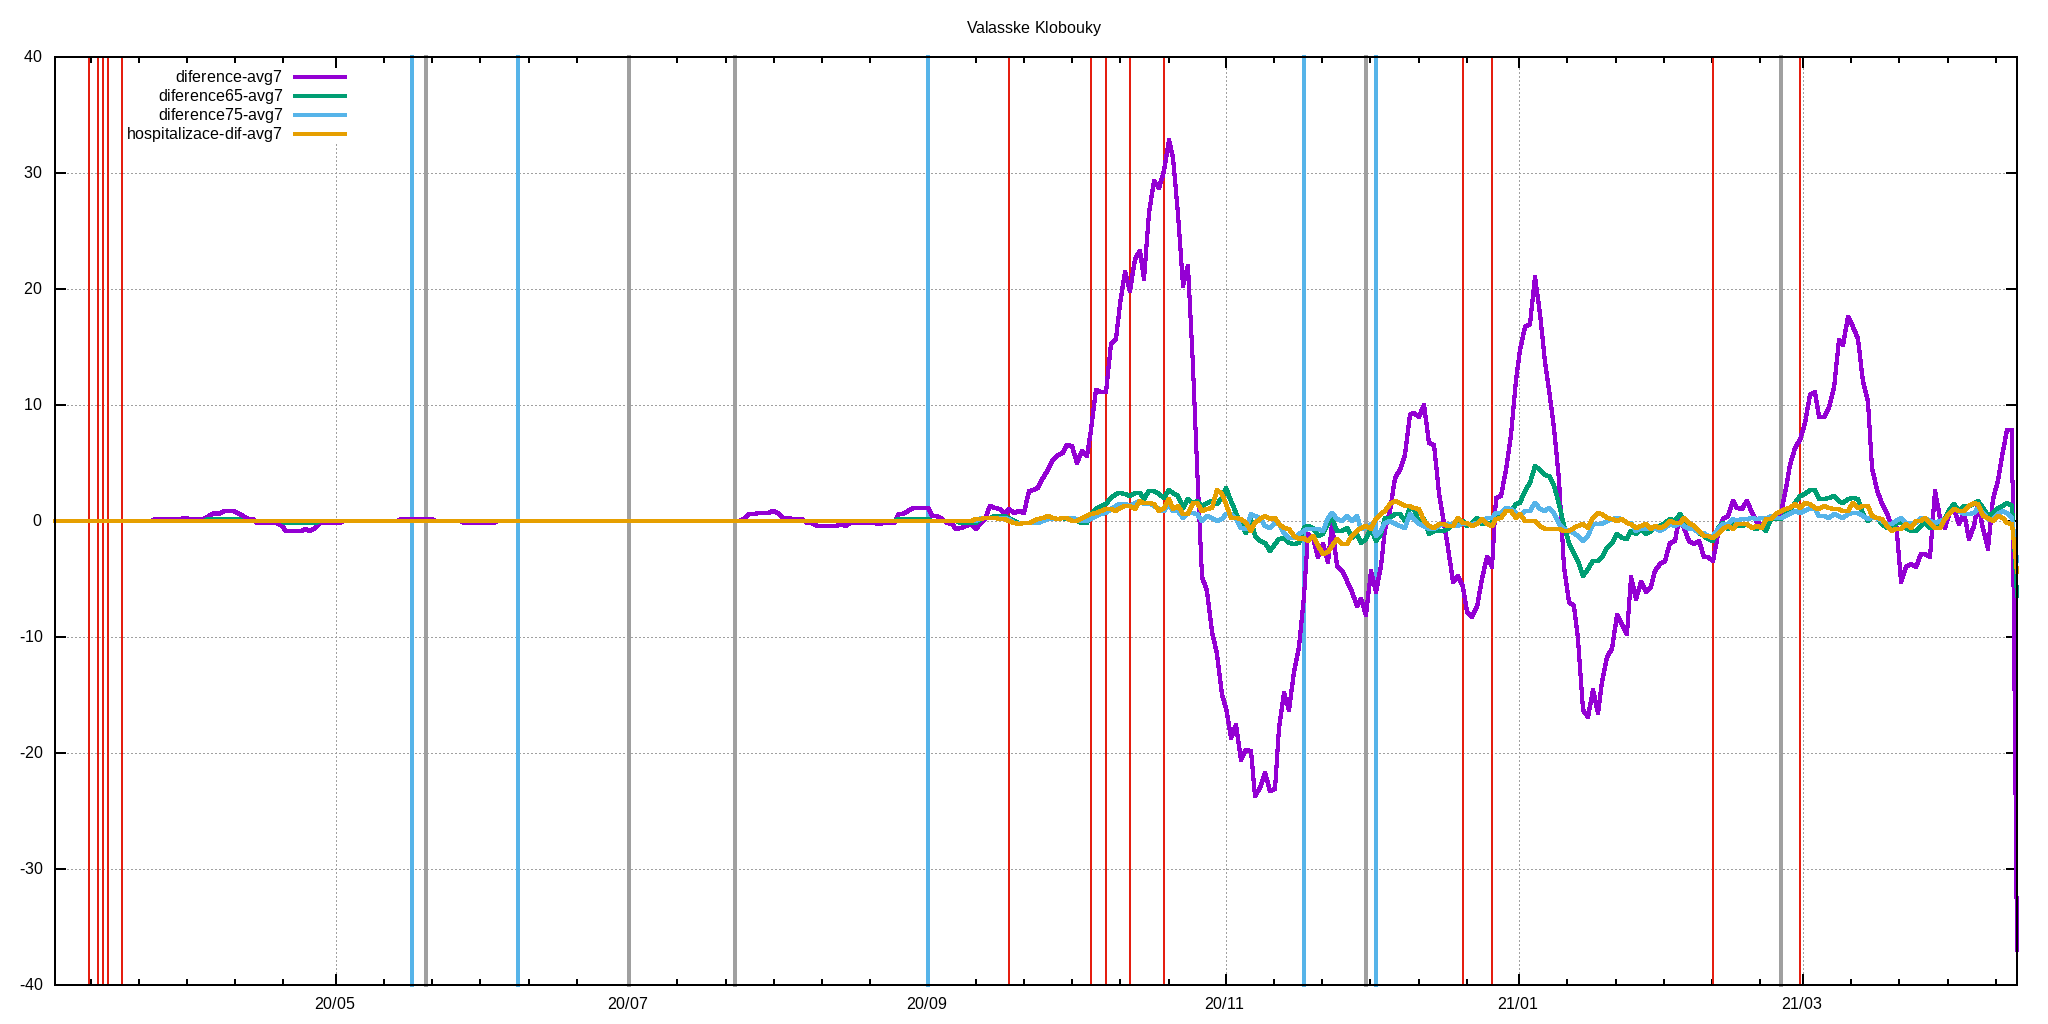 Valasske Klobouky
diference-avg7
diference65-avg7
diference75-avg7
hospitalizace-dif-avg7
40
30
20
10
0
-10
-20
-30
-40
20/05 20/07 20/09 20/11 21/01 21/03